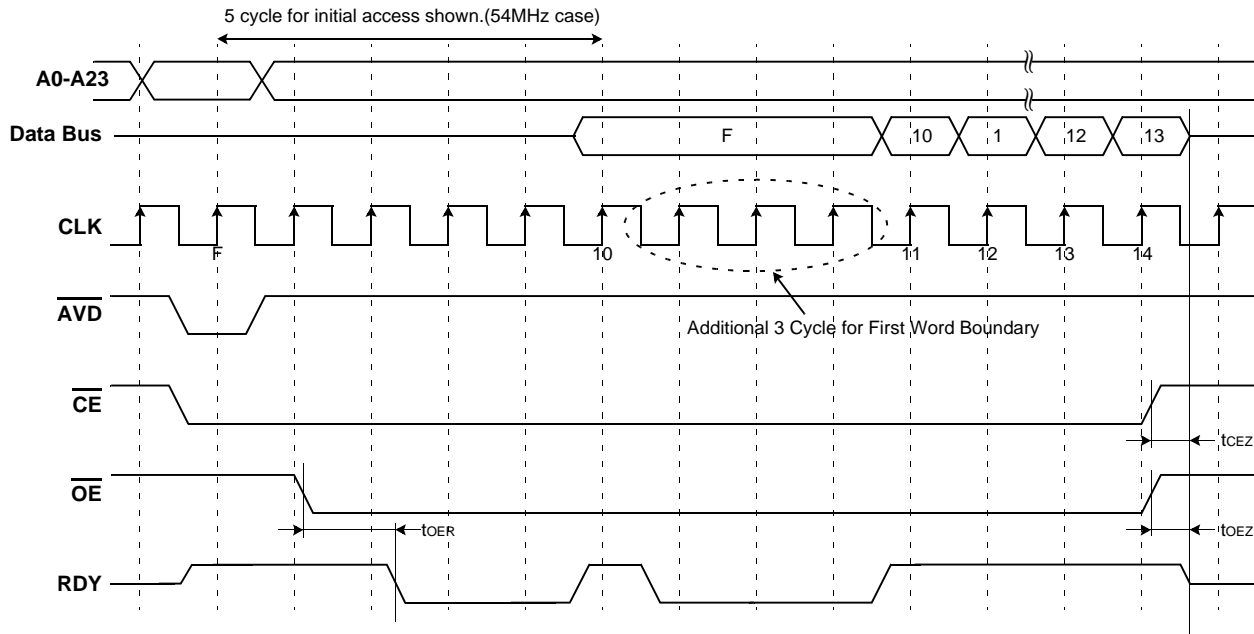 5 cycle for initial access shown.(54MHz case)
A0-A23
Data Bus
F 10 1 12 13
CLK
F 10 11 12 13 14
AVD
Additional 3 Cycle for First Word Boundary
CE
tCEZ
OE
tOER
tOEZ
RDY